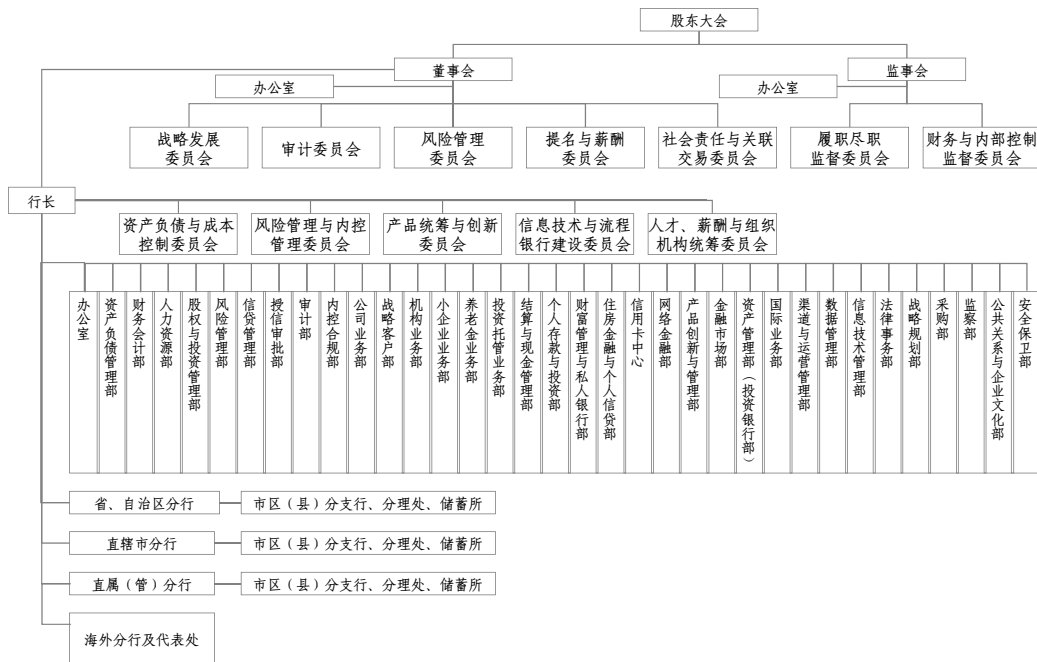 股东大会
董事会
监事会
办公室
办公室
战略发展
委员会
审计委员会
风险管理
委员会
提名与薪酬
委员会
社会责任与关联
交易委员会
履职尽职
监督委员会
财务与内部控制
监督委员会
行长
资产负债与成本
控制委员会
风险管理与内控
管理委员会
产品统筹与创新
委员会
信息技术与流程
银行建设委员会
人才、薪酬与组织
机构统筹委员会
办公室
资产负债管理部
财务会计部
人力资源部
股权与投资管理部
风险管理部
信贷管理部
授信审批部
审计部
内控合规部
公司业务部
战略客户部
机构业务部
小企业业务部
养老金业务部
投资托管业务部
结算与现金管理部
个人存款与投资部
财富管理与私人银行部
住房金融与个人信贷部
信用卡中心
网络金融部
产品创新与管理部
金融市场部
资产管理部（投资银行部）
国际业务部
渠道与运营管理部
数据管理部
信息技术管理部
法律事务部
战略规划部
采购部
监察部
公共关系与企业文化部
安全保卫部
省、自治区分行
市区（县）分支行、分理处、储蓄所
直辖市分行
市区（县）分支行、分理处、储蓄所
直属（管）分行
市区（县）分支行、分理处、储蓄所
海外分行及代表处